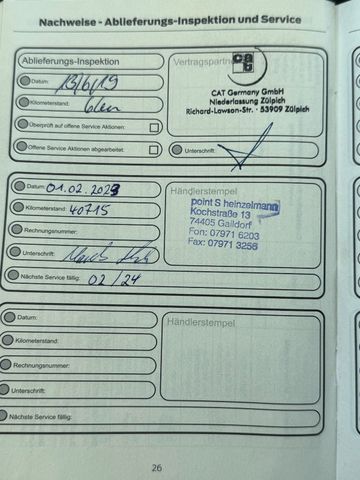 Nachweise - Ablieferungs-Inspektion und Service
Ablieferungs-Inspektion
Vertragspartner
cat
CAT Germany GmbH
Niederlassung Zülpich
Richard-Lawson-Str. · 53909 Zülpich
Datum: 13/6/19
Kilometerstand:
Überprüft auf offene Service Aktionen:
Offene Service Aktionen abgearbeitet:
Unterschrift:
Datum: 01.02.2023
Händlerstempel
Kilometerstand: 40715
point S heinzelmann
Kochstraße 13
74405 Gaildorf
Fon: 07971 6203
Fax: 07971 3258
Rechnungsnummer:
Unterschrift:
Nächste Service fällig: 02/24
Datum:
Händlerstempel
Kilometerstand:
Rechnungsnummer:
Unterschrift:
Nächste Service fällig:
26